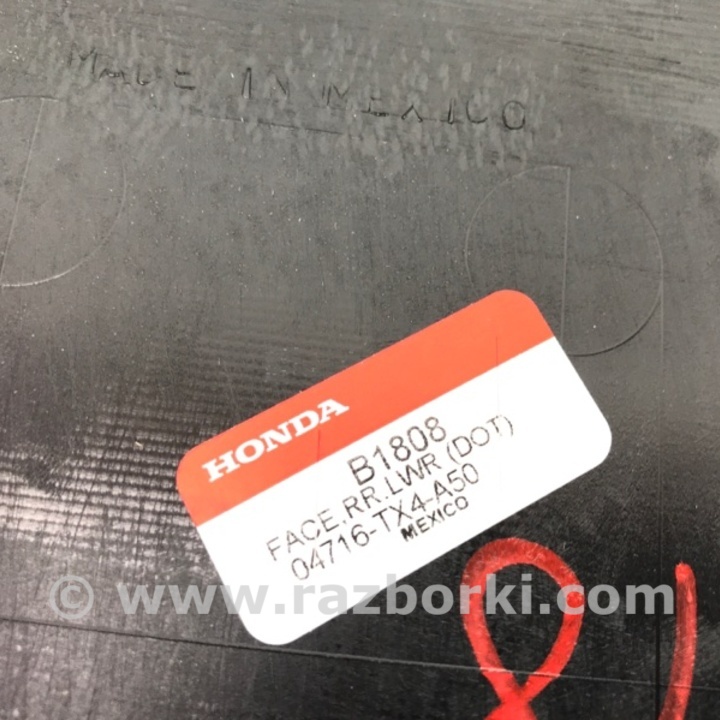 MADE IN MEXICO
HONDA
B1808
FACE,RR.LWR (DOT)
04716-TX4-A50
MEXICO
© www.razborki.com